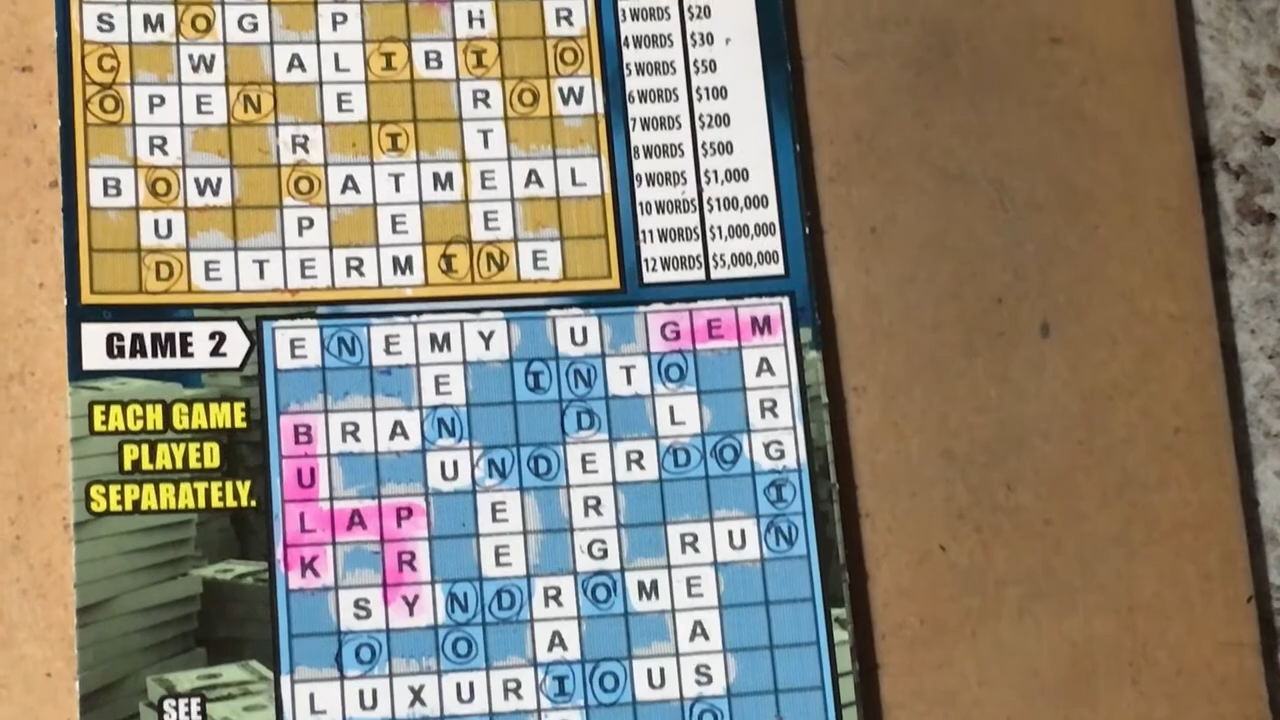 S M O G P H R
C W A L I B I O
O P E N E R O W
R R I T
B O W O A T M E A L
U P E E
D E T E R M I N E
3 WORDS $20
4 WORDS $30
5 WORDS $50
6 WORDS $100
7 WORDS $200
8 WORDS $500
9 WORDS $1,000
10 WORDS $100,000
11 WORDS $1,000,000
12 WORDS $5,000,000
GAME 2
EACH GAME
PLAYED
SEPARATELY.
SEE
E N E M Y U G E M
E I N T O A
B R A N D L R
U U N D E R D O G
L A P E R I
K R E G R U N
S Y N D R O M E
O O A A
L U X U R I O U S
O